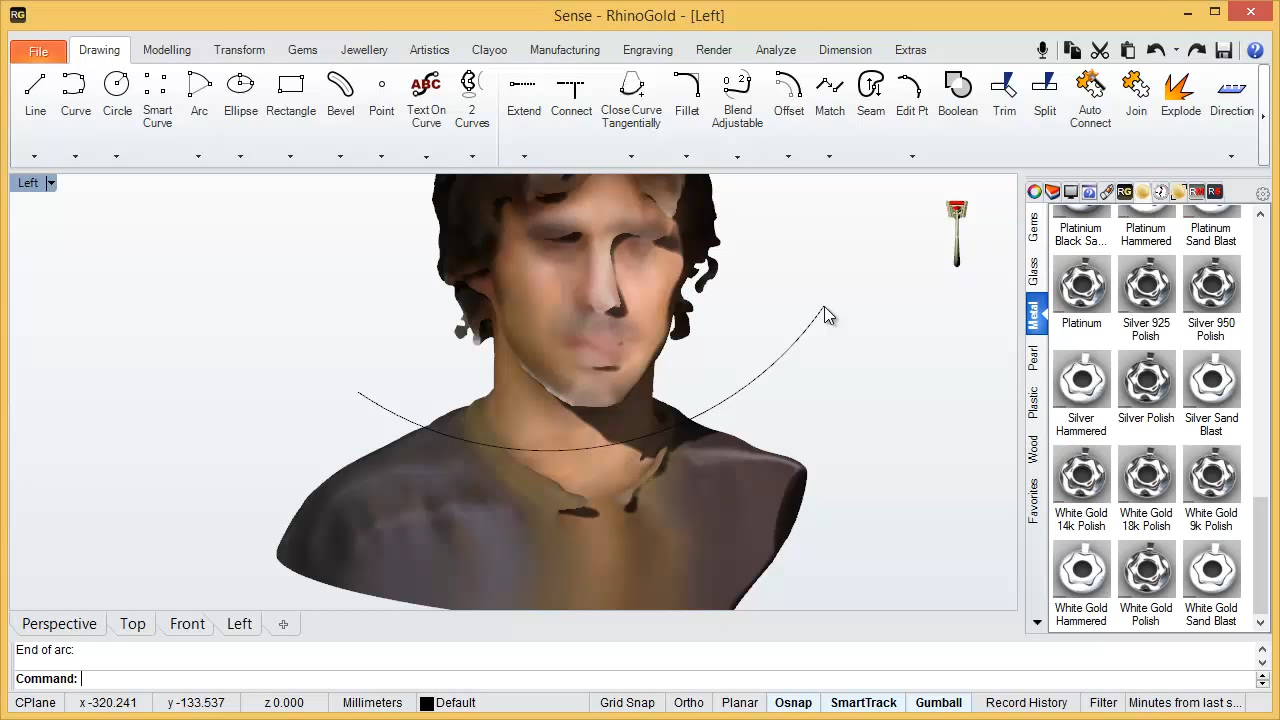 RG
Sense - RhinoGold - [Left]
File
Drawing
Modelling
Transform
Gems
Jewellery
Artistics
Clayoo
Manufacturing
Engraving
Render
Analyze
Dimension
Extras
Line
Curve
Circle
Smart Curve
Arc
Ellipse
Rectangle
Bevel
Point
ABC
Text On Curve
2 Curves
Extend
Connect
Close Curve Tangentially
Fillet
Blend Adjustable
Offset
Match
Seam
Edit Pt
Boolean
Trim
Split
Auto Connect
Join
Explode
Direction
Left
RG
Gems
Glass
Metal
Pearl
Plastic
Wood
Favorites
Platinium Black Sa...
Platinum Hammered
Platinum Sand Blast
Platinum
Silver 925 Polish
Silver 950 Polish
Silver Hammered
Silver Polish
Silver Sand Blast
White Gold 14k Polish
White Gold 18k Polish
White Gold 9k Polish
White Gold Hammered
White Gold Polish
White Gold Sand Blast
Perspective
Top
Front
Left
End of arc:
Command:
CPlane
x -320.241
y -133.537
z 0.000
Millimeters
Default
Grid Snap
Ortho
Planar
Osnap
SmartTrack
Gumball
Record History
Filter
Minutes from last s...